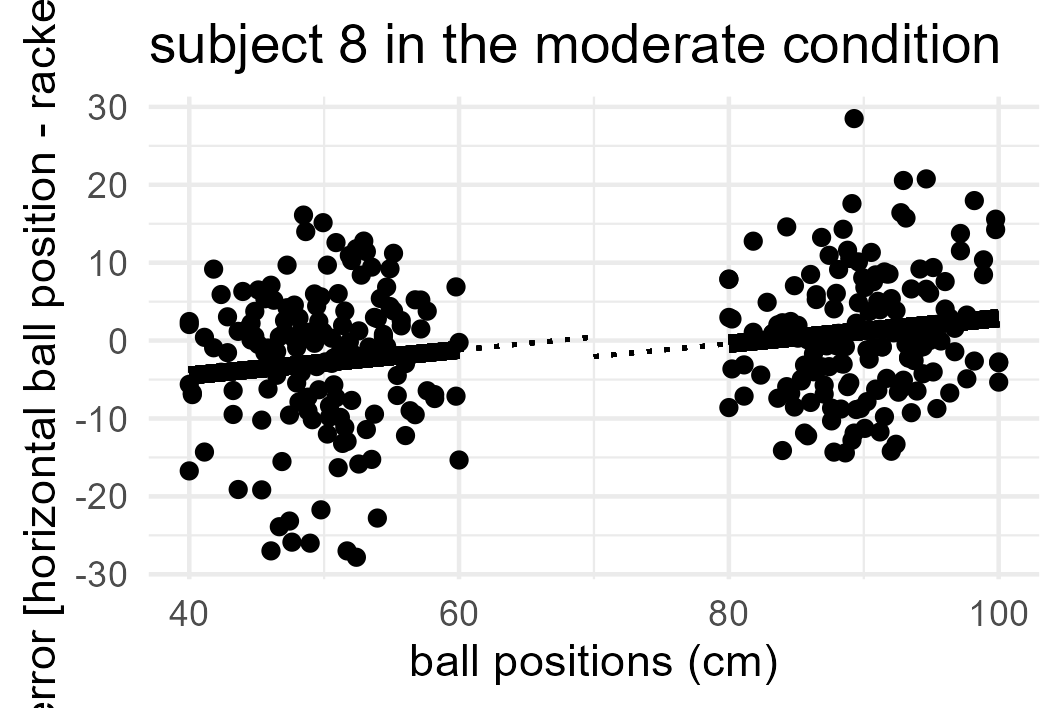 subject 8 in the moderate condition
error [horizontal ball position - racke
30
20
10
0
-10
-20
-30
40 60 80 100
ball positions (cm)